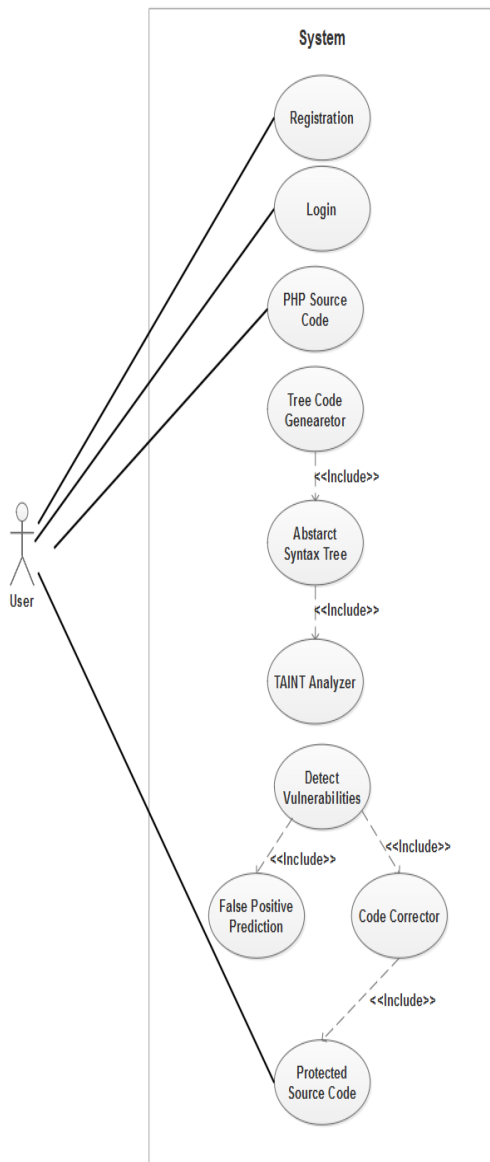 System
Registration
Login
PHP Source
Code
Tree Code
Genearetor
<<Include>>
Abstarct
Syntax Tree
<<Include>>
User
TAINT Analyzer
Detect
Vulnerabilities
<<Include>>
<<Include>>
False Positive
Prediction
Code Corrector
<<Include>>
Protected
Source Code